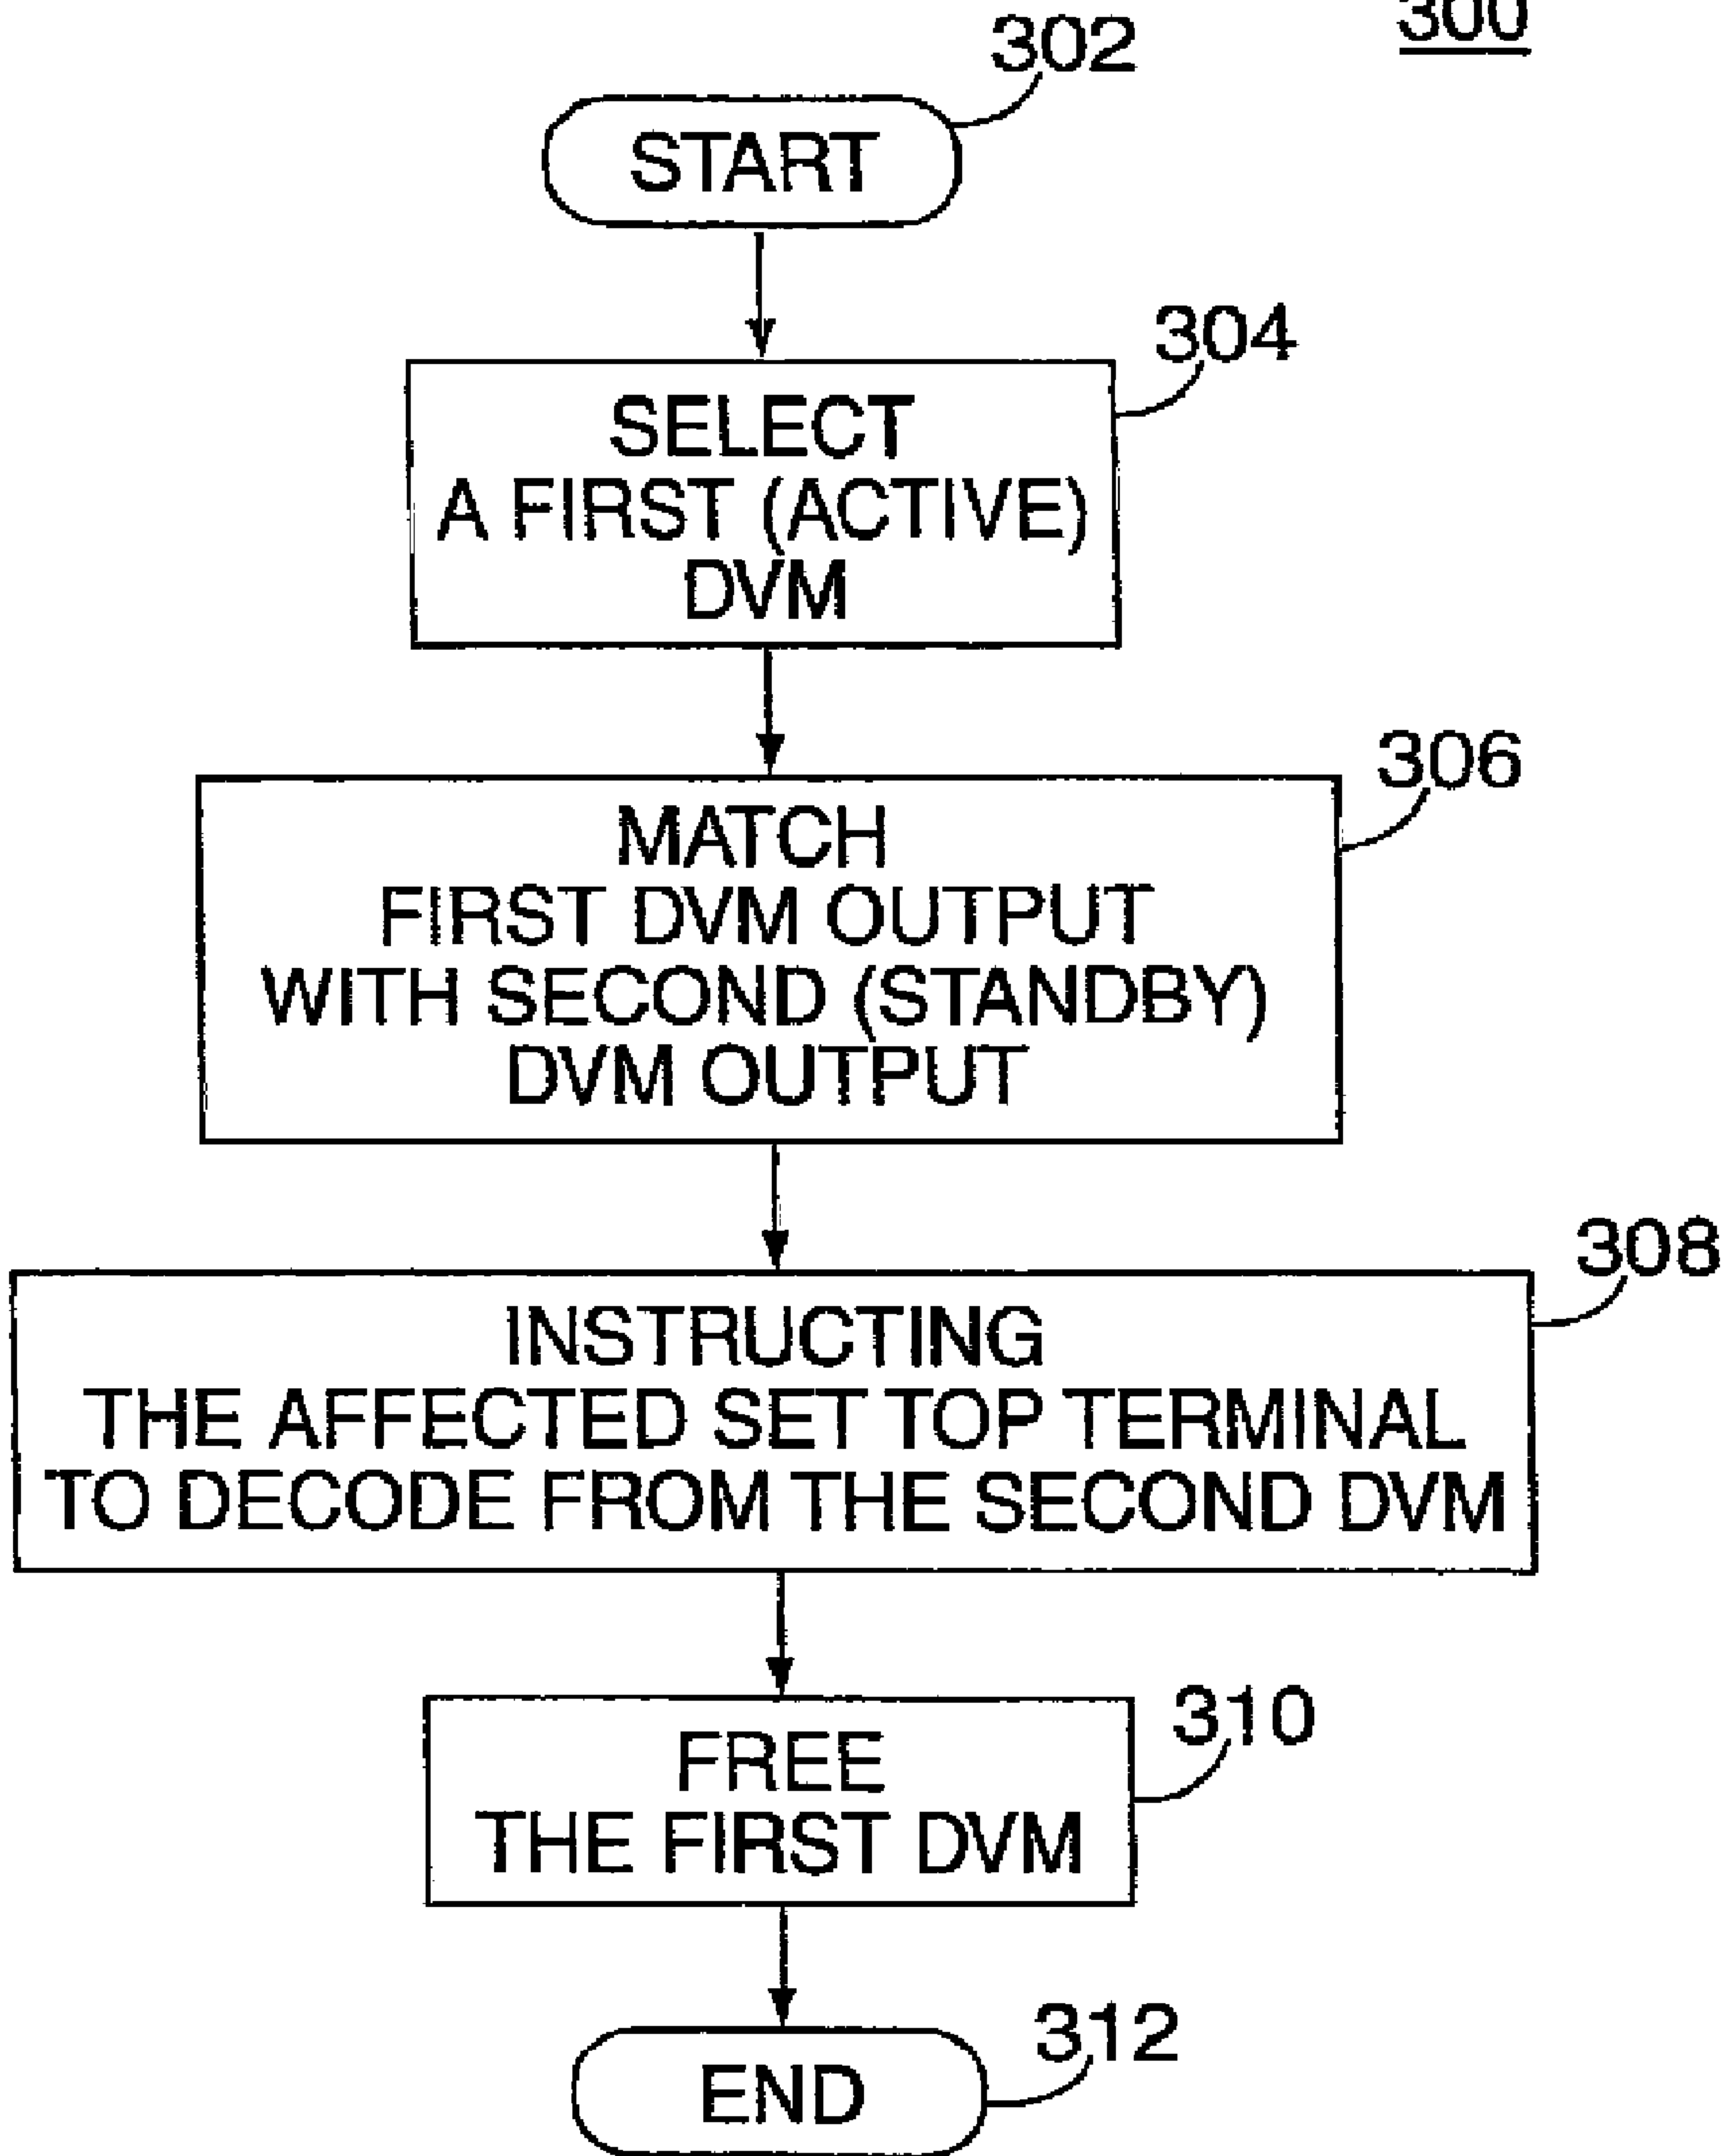 300
302
START
304
SELECT
A FIRST (ACTIVE)
DVM
306
MATCH
FIRST DVM OUTPUT
WITH SECOND (STANDBY)
DVM OUTPUT
308
INSTRUCTING
THE AFFECTED SET TOP TERMINAL
TO DECODE FROM THE SECOND DVM
310
FREE
THE FIRST DVM
312
END